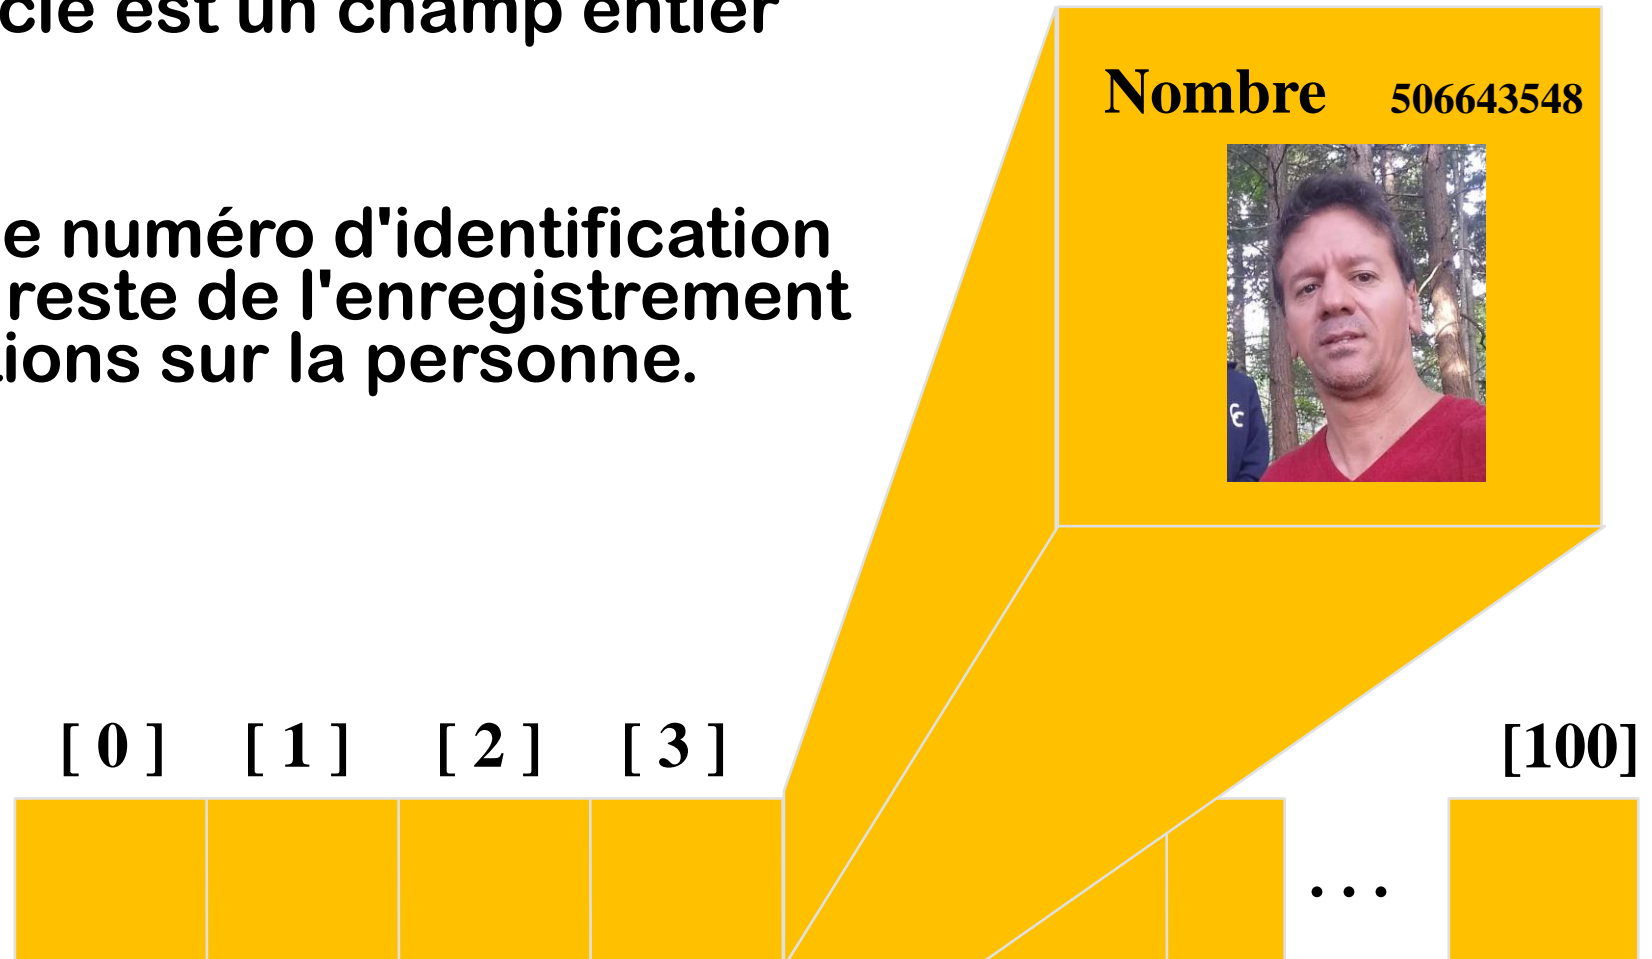 clé est un champ entier
Nombre 506643548
e numéro d'identification
reste de l'enregistrement
ions sur la personne.
[ 0 ] [ 1 ] [ 2 ] [ 3 ] [100]
. . .